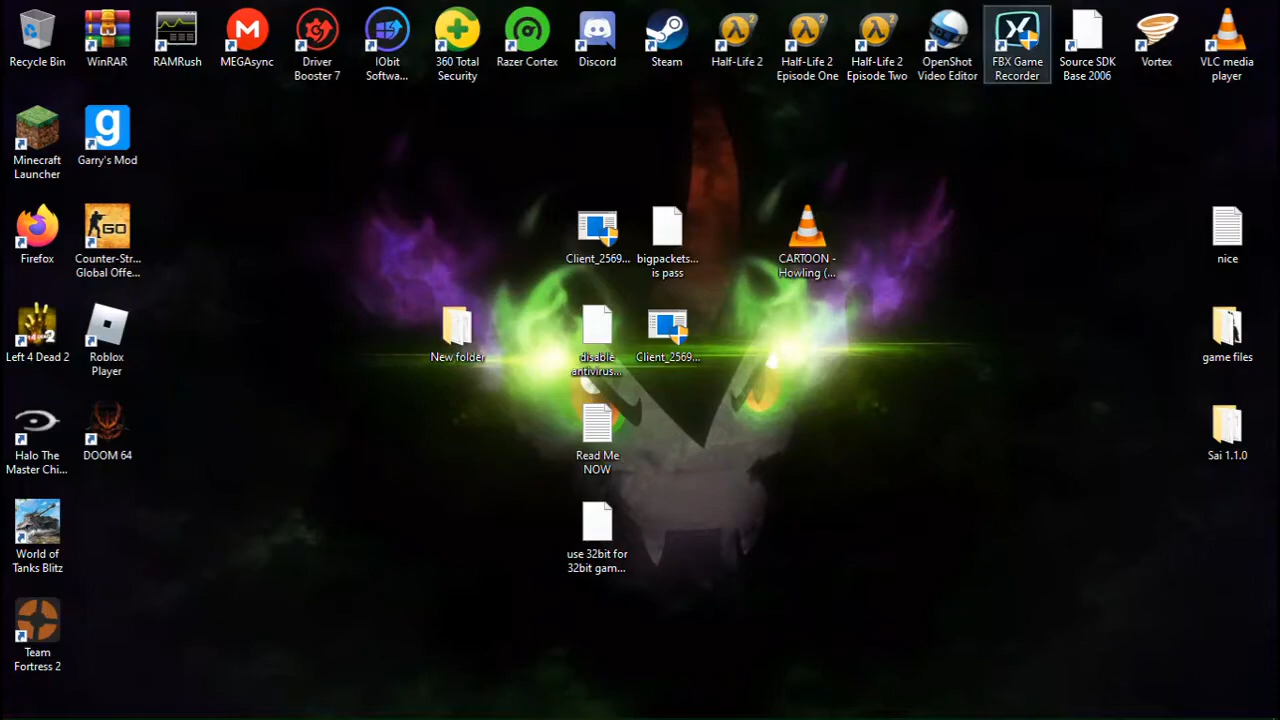 Recycle Bin
WinRAR
RAMRush
MEGAsync
Driver
Booster 7
IObit
Softwa...
360 Total
Security
Razer Cortex
Discord
Steam
Half-Life 2
Half-Life 2
Episode One
Half-Life 2
Episode Two
OpenShot
Video Editor
FBX Game
Recorder
Source SDK
Base 2006
Vortex
VLC media
player
Minecraft
Launcher
Garry's Mod
Firefox
GO
Counter-Str...
Global Offe...
Client_2569...
bigpackets...
is pass
CARTOON -
Howling (...
nice
Left 4 Dead 2
Roblox
Player
New folder
disable
antivirus...
Client_2569...
game files
Halo The
Master Chi...
DOOM 64
Read Me
NOW
Sai 1.1.0
World of
Tanks Blitz
use 32bit for
32bit gam...
Team
Fortress 2